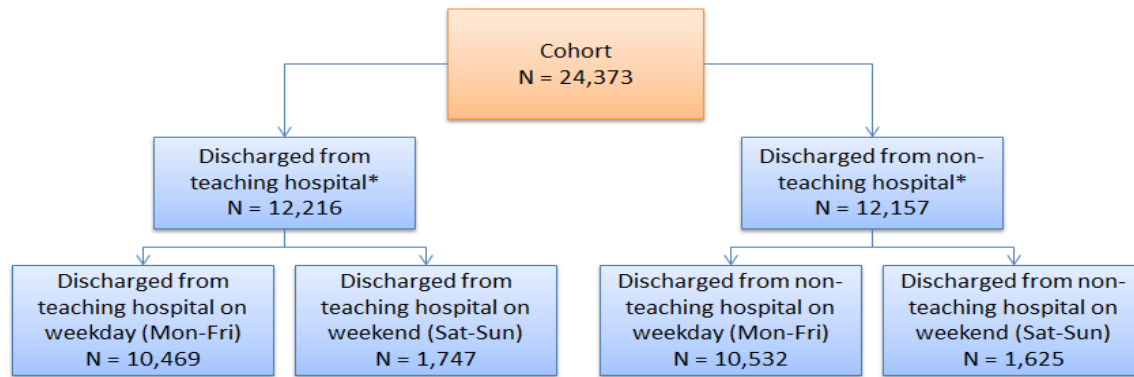 Cohort
N = 24,373
Discharged from
teaching hospital*
N = 12,216
Discharged from non-
teaching hospital*
N = 12,157
Discharged from
teaching hospital on
weekday (Mon-Fri)
N = 10,469
Discharged from
teaching hospital on
weekend (Sat-Sun)
N = 1,747
Discharged from non-
teaching hospital on
weekday (Mon-Fri)
N = 10,532
Discharged from non-
teaching hospital on
weekend (Sat-Sun)
N = 1,625